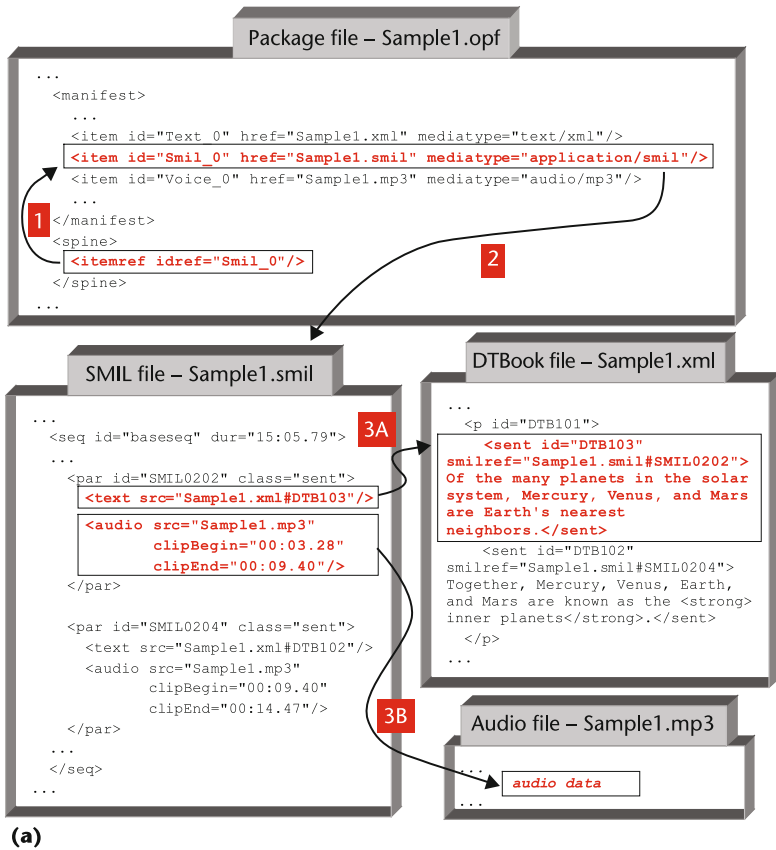 Package file – Sample1.opf
...
<manifest>
...
<item id="Text_0" href="Sample1.xml" mediatype="text/xml"/>
<item id="Smil_0" href="Sample1.smil" mediatype="application/smil"/>
<item id="Voice_0" href="Sample1.mp3" mediatype="audio/mp3"/>
...
</manifest>
<spine>
<itemref idref="Smil_0"/>
</spine>
...
1
2
SMIL file – Sample1.smil
...
<seq id="baseseq" dur="15:05.79">
...
<par id="SMIL0202" class="sent">
<text src="Sample1.xml#DTB103"/>
<audio src="Sample1.mp3"
clipBegin="00:03.28"
clipEnd="00:09.40"/>
</par>
<par id="SMIL0204" class="sent">
<text src="Sample1.xml#DTB102"/>
<audio src="Sample1.mp3"
clipBegin="00:09.40"
clipEnd="00:14.47"/>
</par>
...
</seq>
...
3A
3B
DTBook file – Sample1.xml
...
<p id="DTB101">
<sent id="DTB103"
smilref="Sample1.smil#SMIL0202">
Of the many planets in the solar
system, Mercury, Venus, and Mars
are Earth's nearest
neighbors.</sent>
<sent id="DTB102"
smilref="Sample1.smil#SMIL0204">
Together, Mercury, Venus, Earth,
and Mars are known as the <strong>
inner planets</strong>.</sent>
</p>
...
Audio file – Sample1.mp3
...
audio data
...
(a)